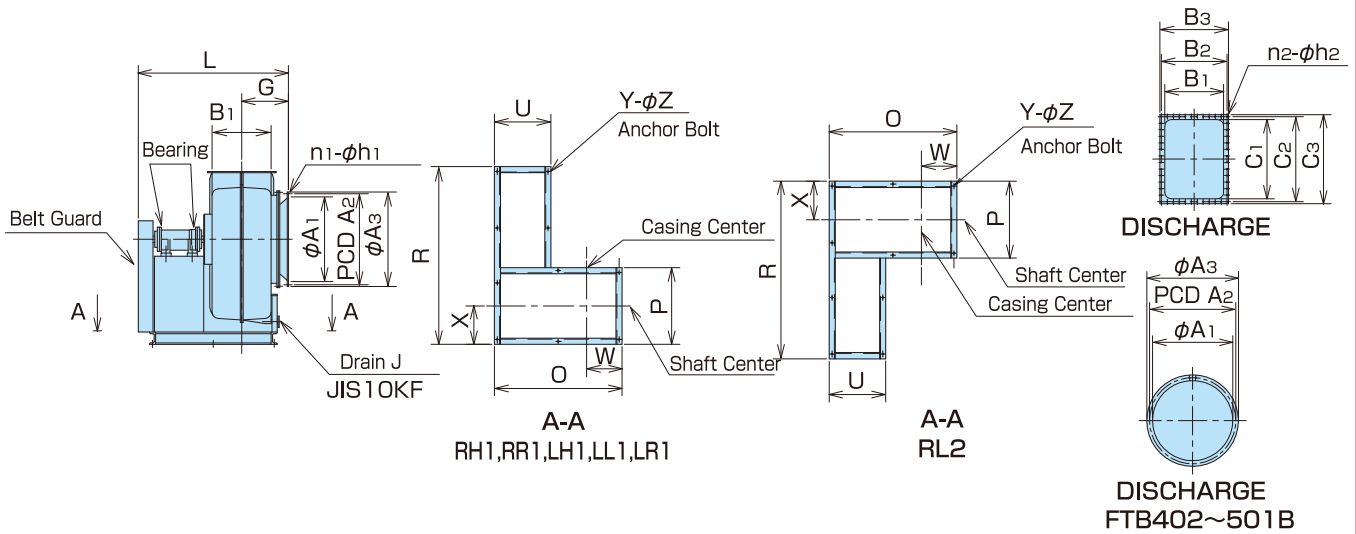 L
G
B1
Bearing
n1-φh1
Belt Guard
φA1
PCD A2
φA3
A
A
Drain J
JIS10KF
U
Y-φZ
Anchor Bolt
R
Casing Center
X
P
W
Shaft Center
O
A-A
RH1,RR1,LH1,LL1,LR1
O
W
Y-φZ
Anchor Bolt
X
R
P
Shaft Center
Casing Center
U
A-A
RL2
B3
B2
B1
n2-φh2
C1
C2
C3
DISCHARGE
φA3
PCD A2
φA1
DISCHARGE
FTB402～501B